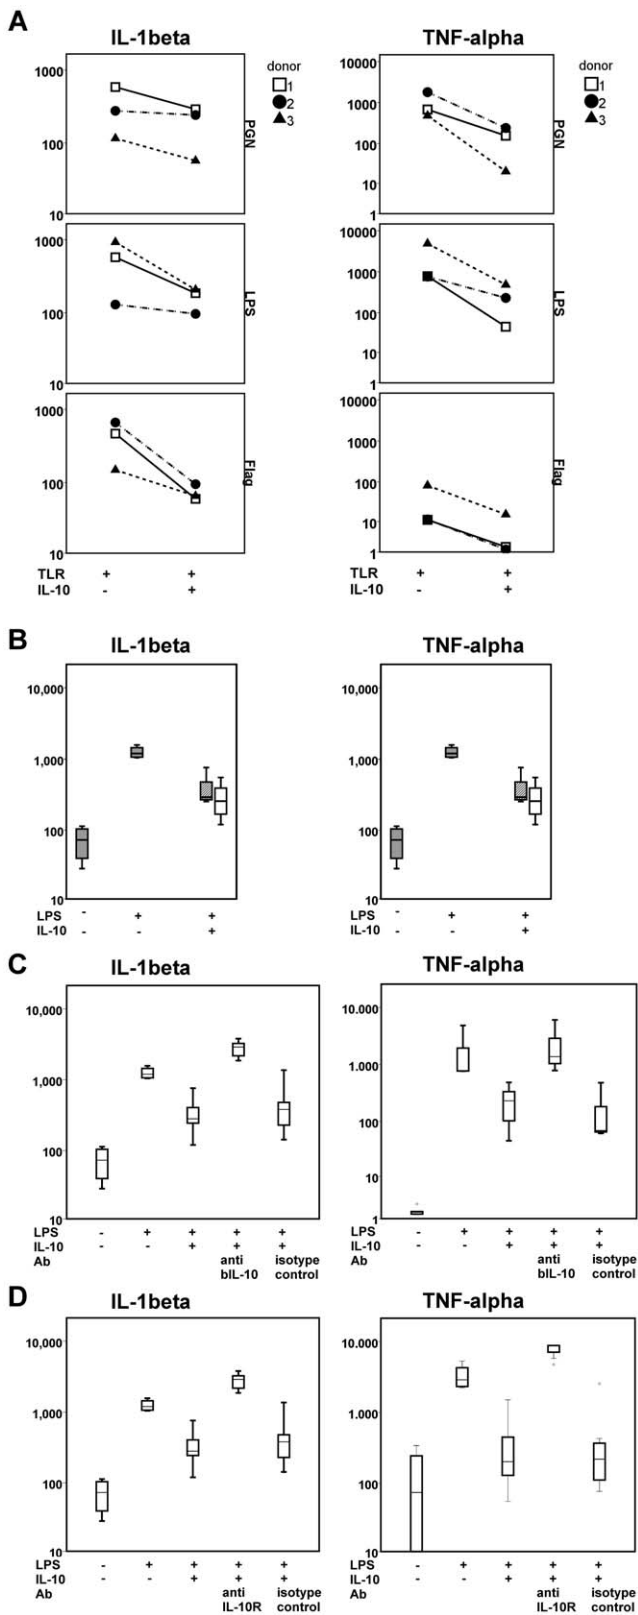 A
IL-1beta
TNF-alpha
donor
1
2
3
donor
1
2
3
1000
100
10
PGN
10000
1000
100
10
1
PGN
1000
100
10
LPS
10000
1000
100
10
1
LPS
1000
100
10
Flag
10000
1000
100
10
1
Flag
TLR + +
IL-10 - +
TLR + +
IL-10 - +
B
IL-1beta
TNF-alpha
10,000
1,000
100
10
LPS - + +
IL-10 - - +
10,000
1,000
100
10
LPS - + +
IL-10 - - +
C
IL-1beta
TNF-alpha
10,000
1,000
100
10
LPS - + + + +
IL-10 - - + + +
Ab anti isotype
bIL-10 control
10.000
1.000
100
10
1
LPS - + + + +
IL-10 - - + + +
Ab anti isotype
bIL-10 control
D
IL-1beta
TNF-alpha
10,000
1,000
100
10
LPS - + + + +
IL-10 - - + + +
Ab anti isotype
IL-10R control
10.000
1.000
100
10
LPS - + + + +
IL-10 - - + + +
Ab anti isotype
IL-10R control